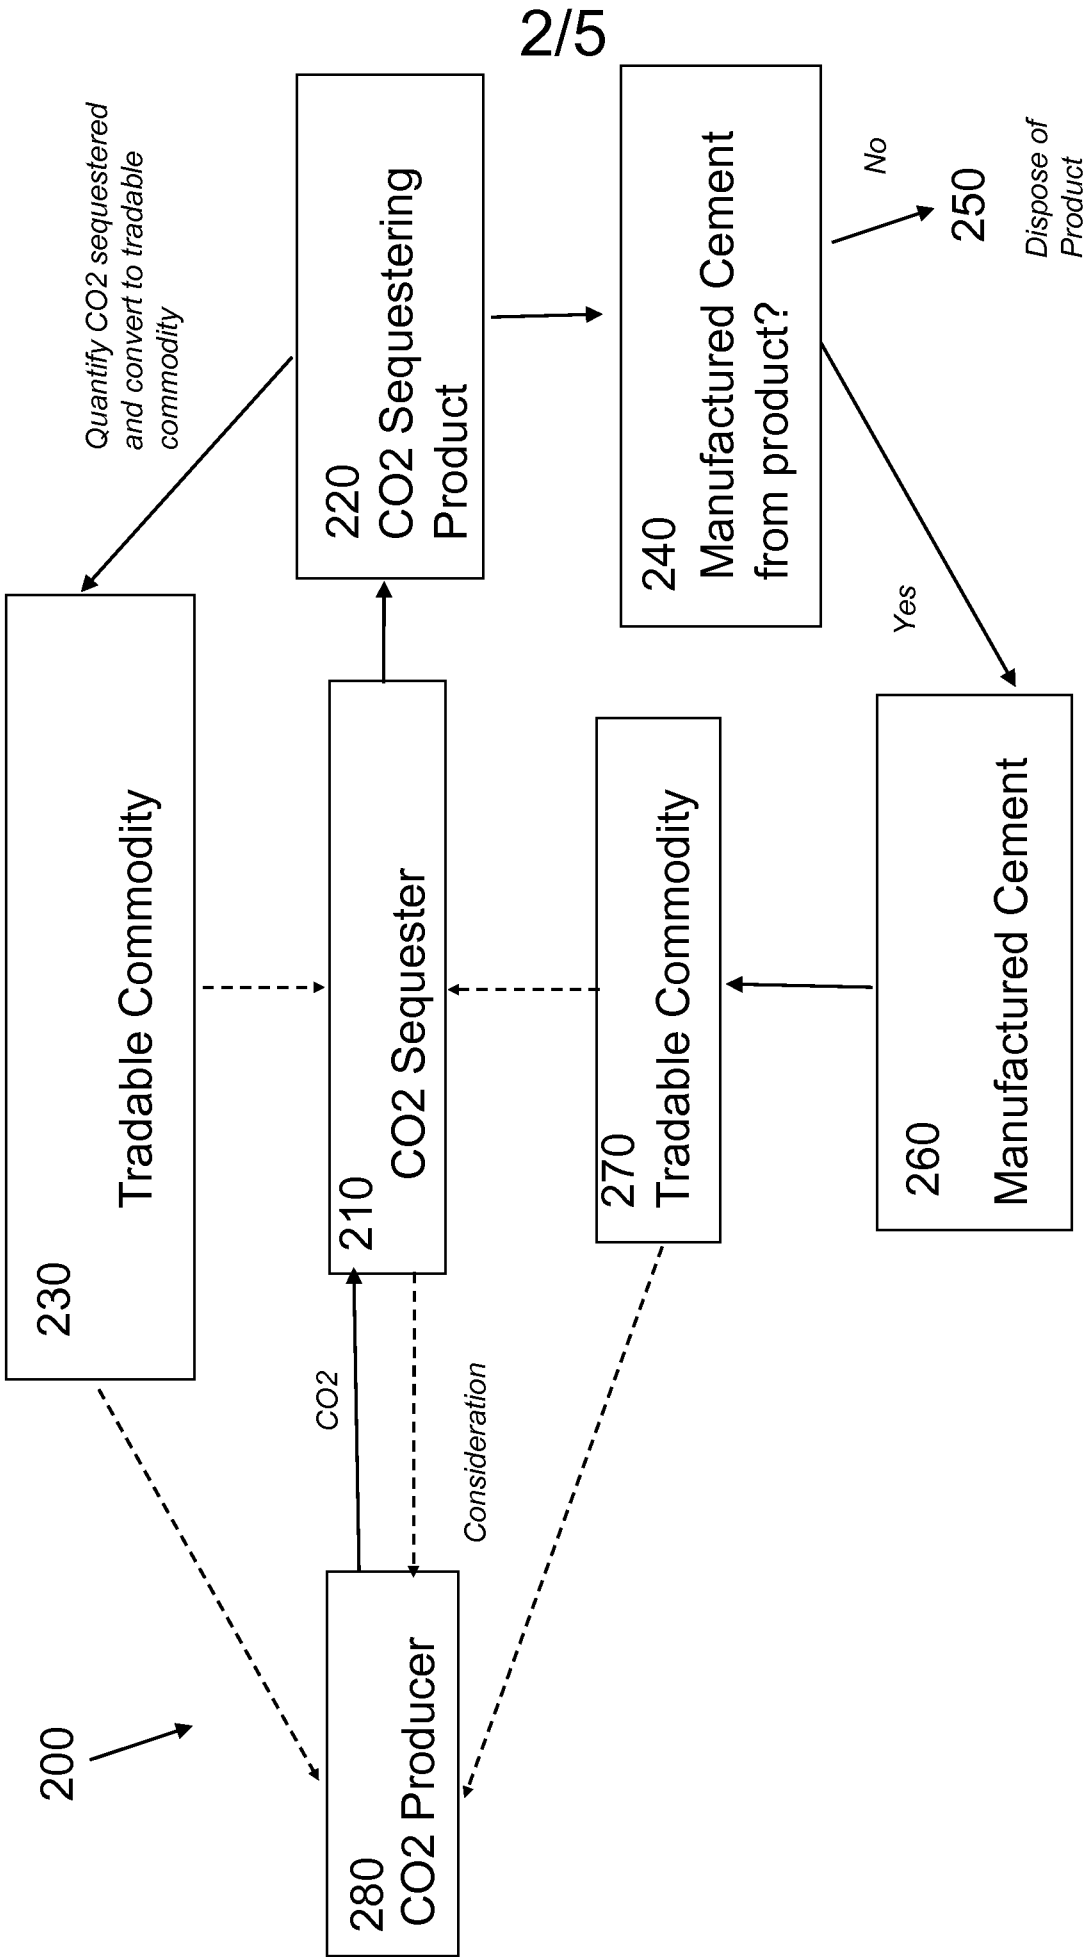 2/5
200
230
Tradable Commodity
Quantify CO2 sequestered
and convert to tradable
commodity
280
CO2 Producer
CO2
Consideration
210
CO2 Sequester
220
CO2 Sequestering
Product
270
Tradable Commodity
240
Manufactured Cement
from product?
Yes
No
250
Dispose of
Product
260
Manufactured Cement